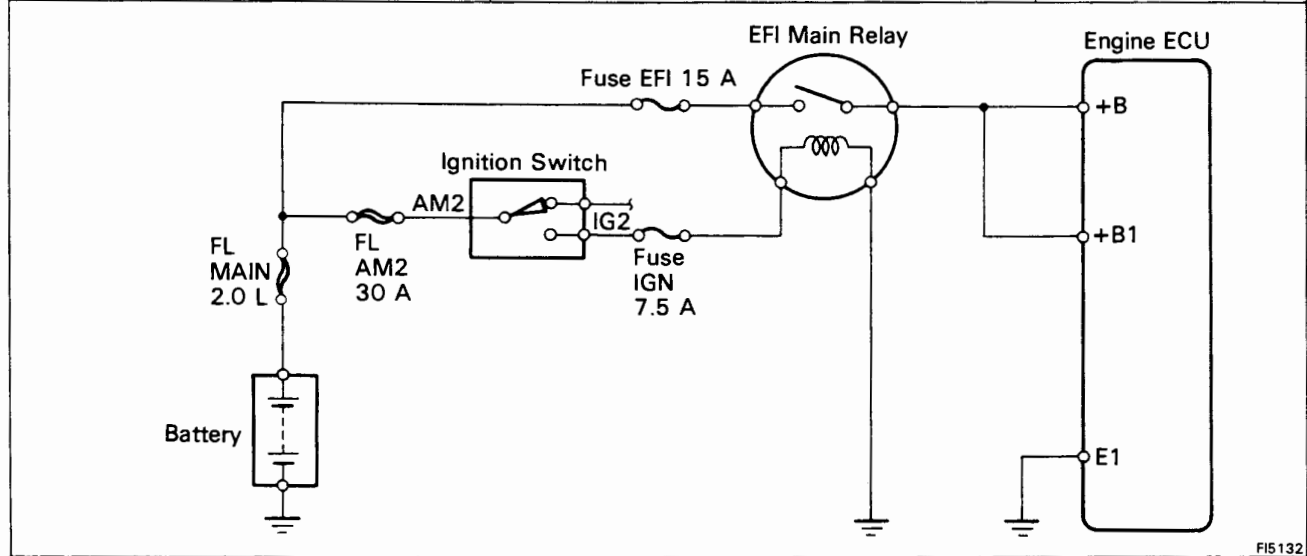 EFI Main Relay
Engine ECU
Fuse EFI 15 A
+B
Ignition Switch
AM2
IG2
+B1
FL
MAIN
2.0 L
FL
AM2
30 A
Fuse
IGN
7.5 A
Battery
E1
FI5132